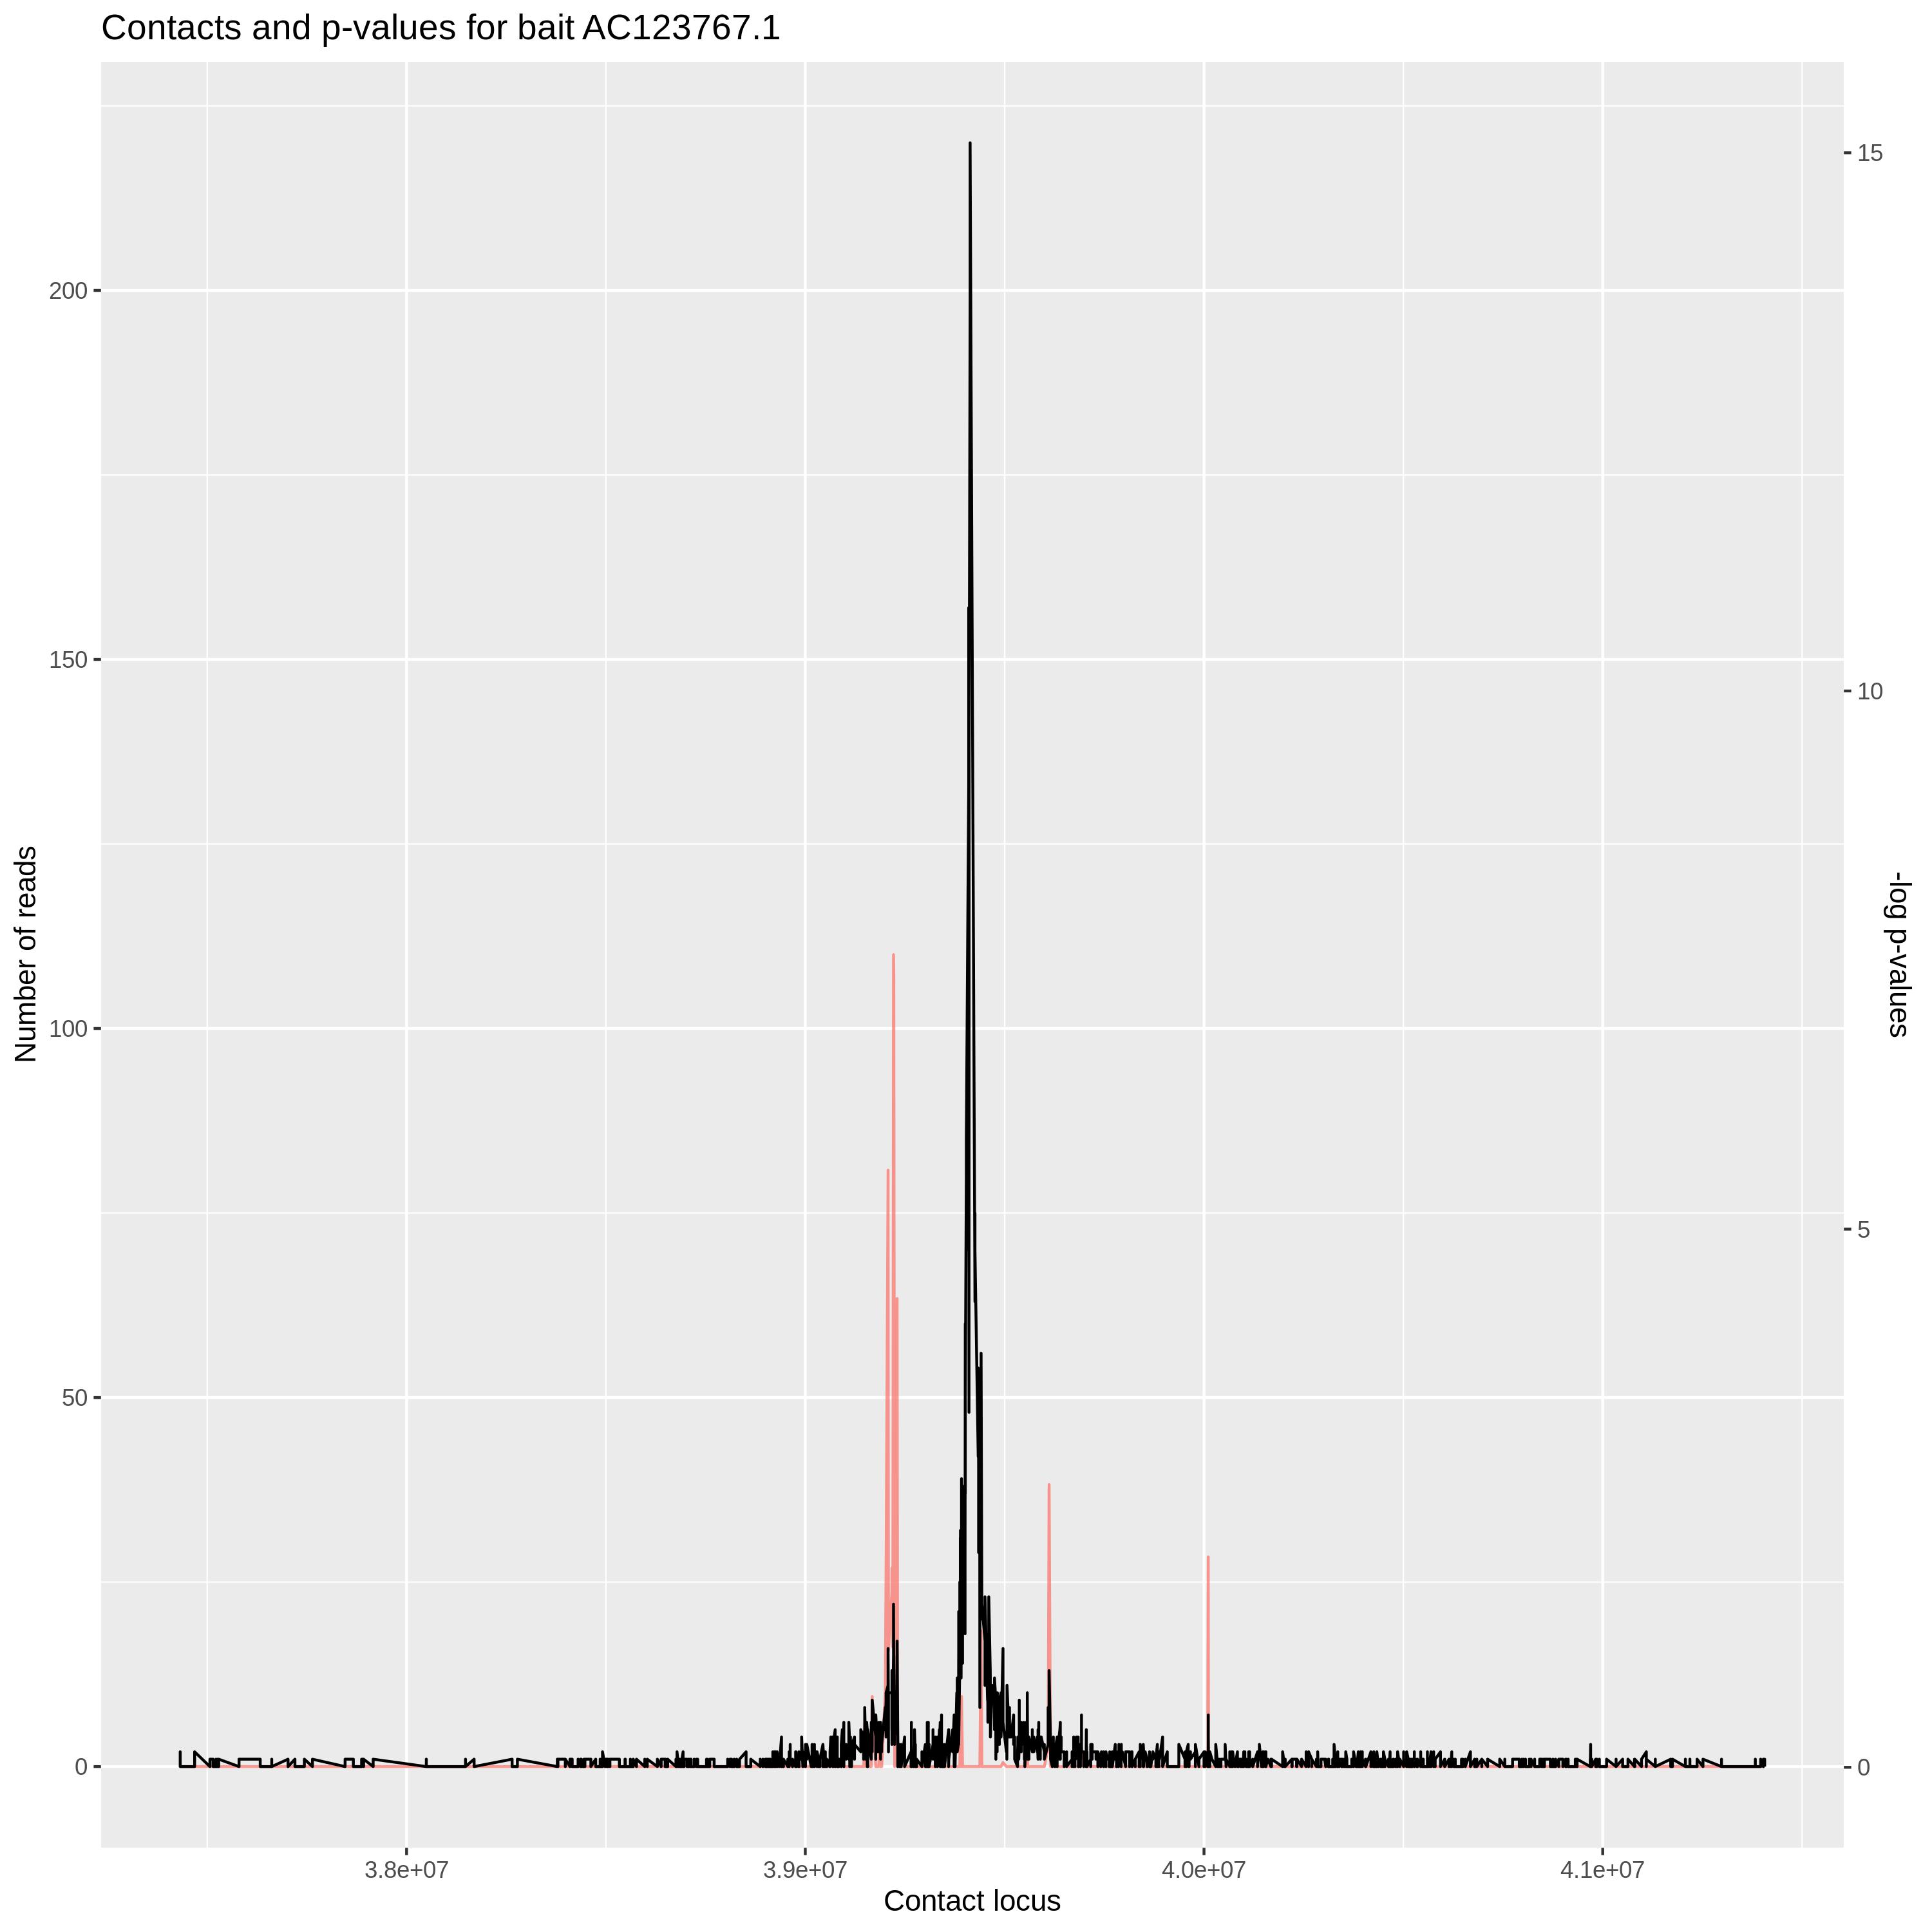 Contacts and p-values for bait AC123767.1
Number of reads
200
150
100
50
0
15
10
5
0
-log p-values
3.8e+07 3.9e+07 4.0e+07 4.1e+07
Contact locus